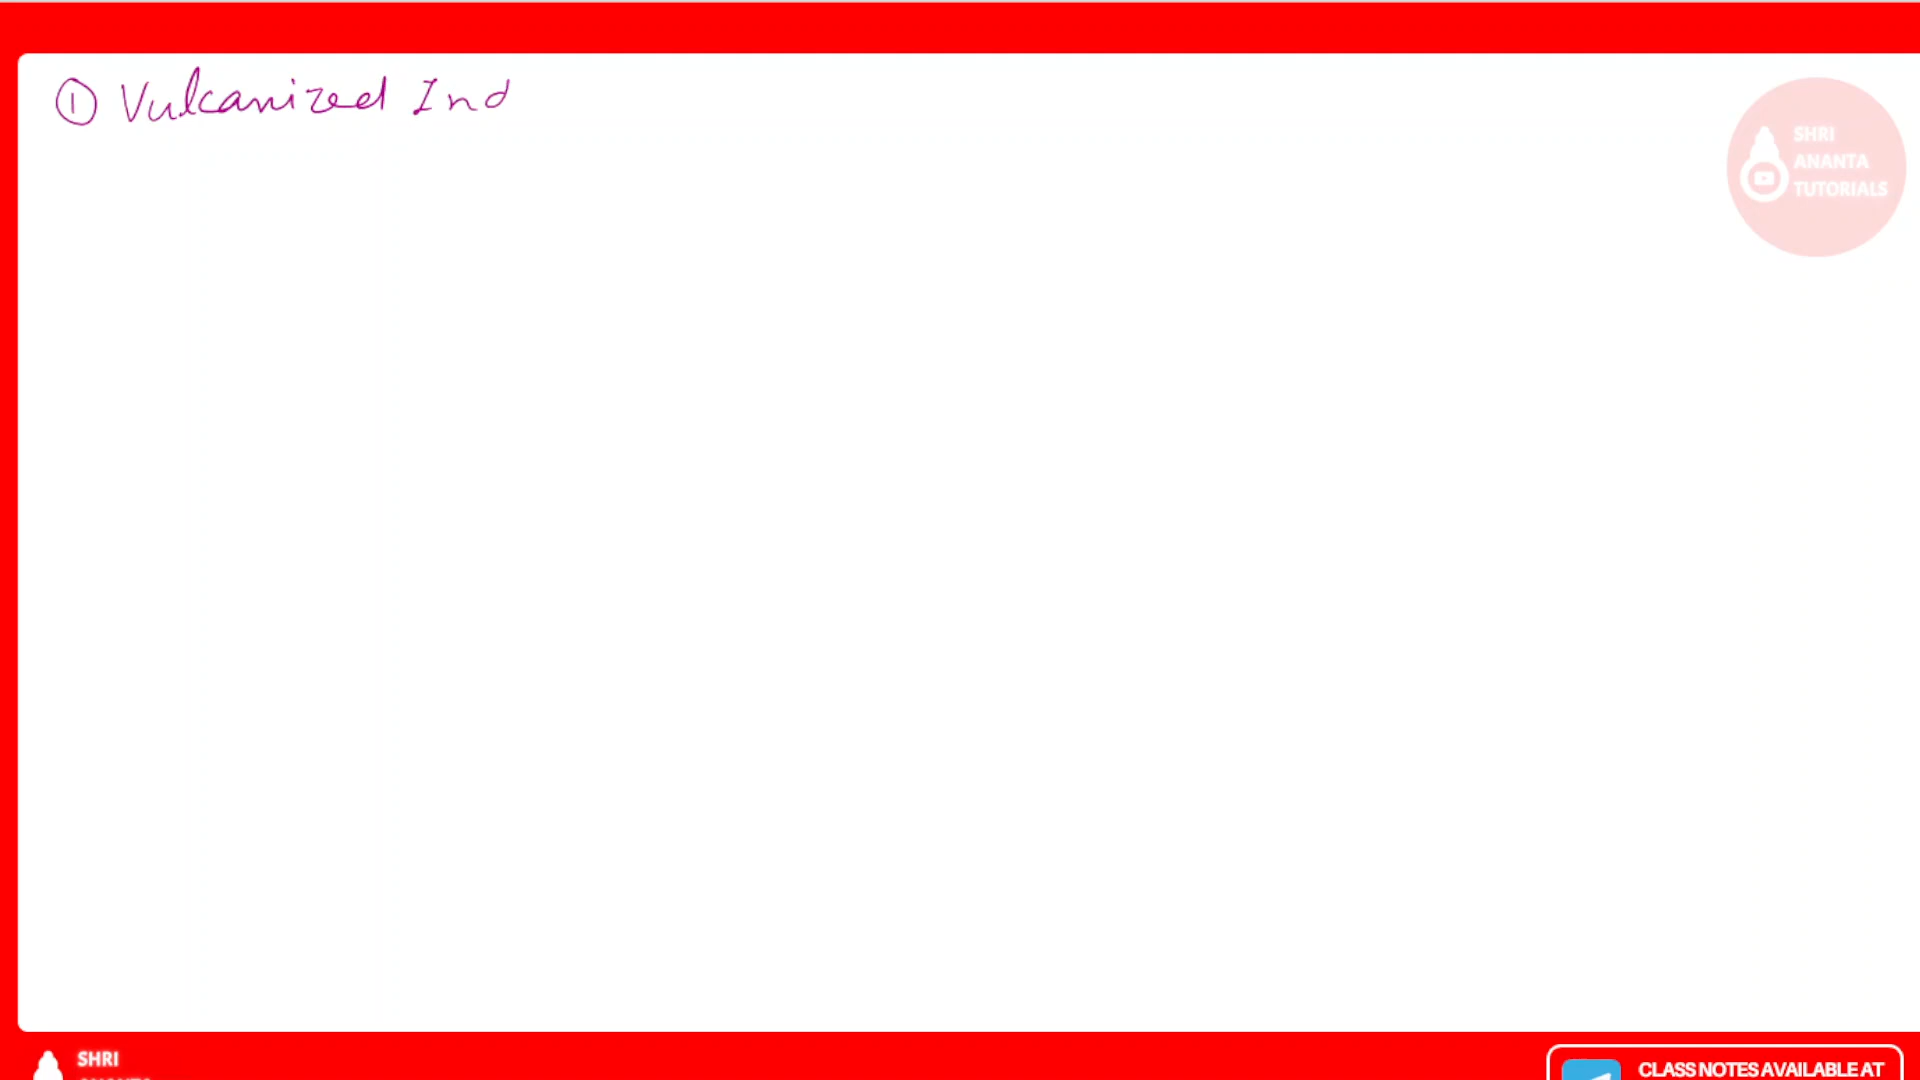 ① Vulcanized Ind
SHRI
ANANTA
TUTORIALS
SHRI
CLASS NOTES AVAILABLE AT